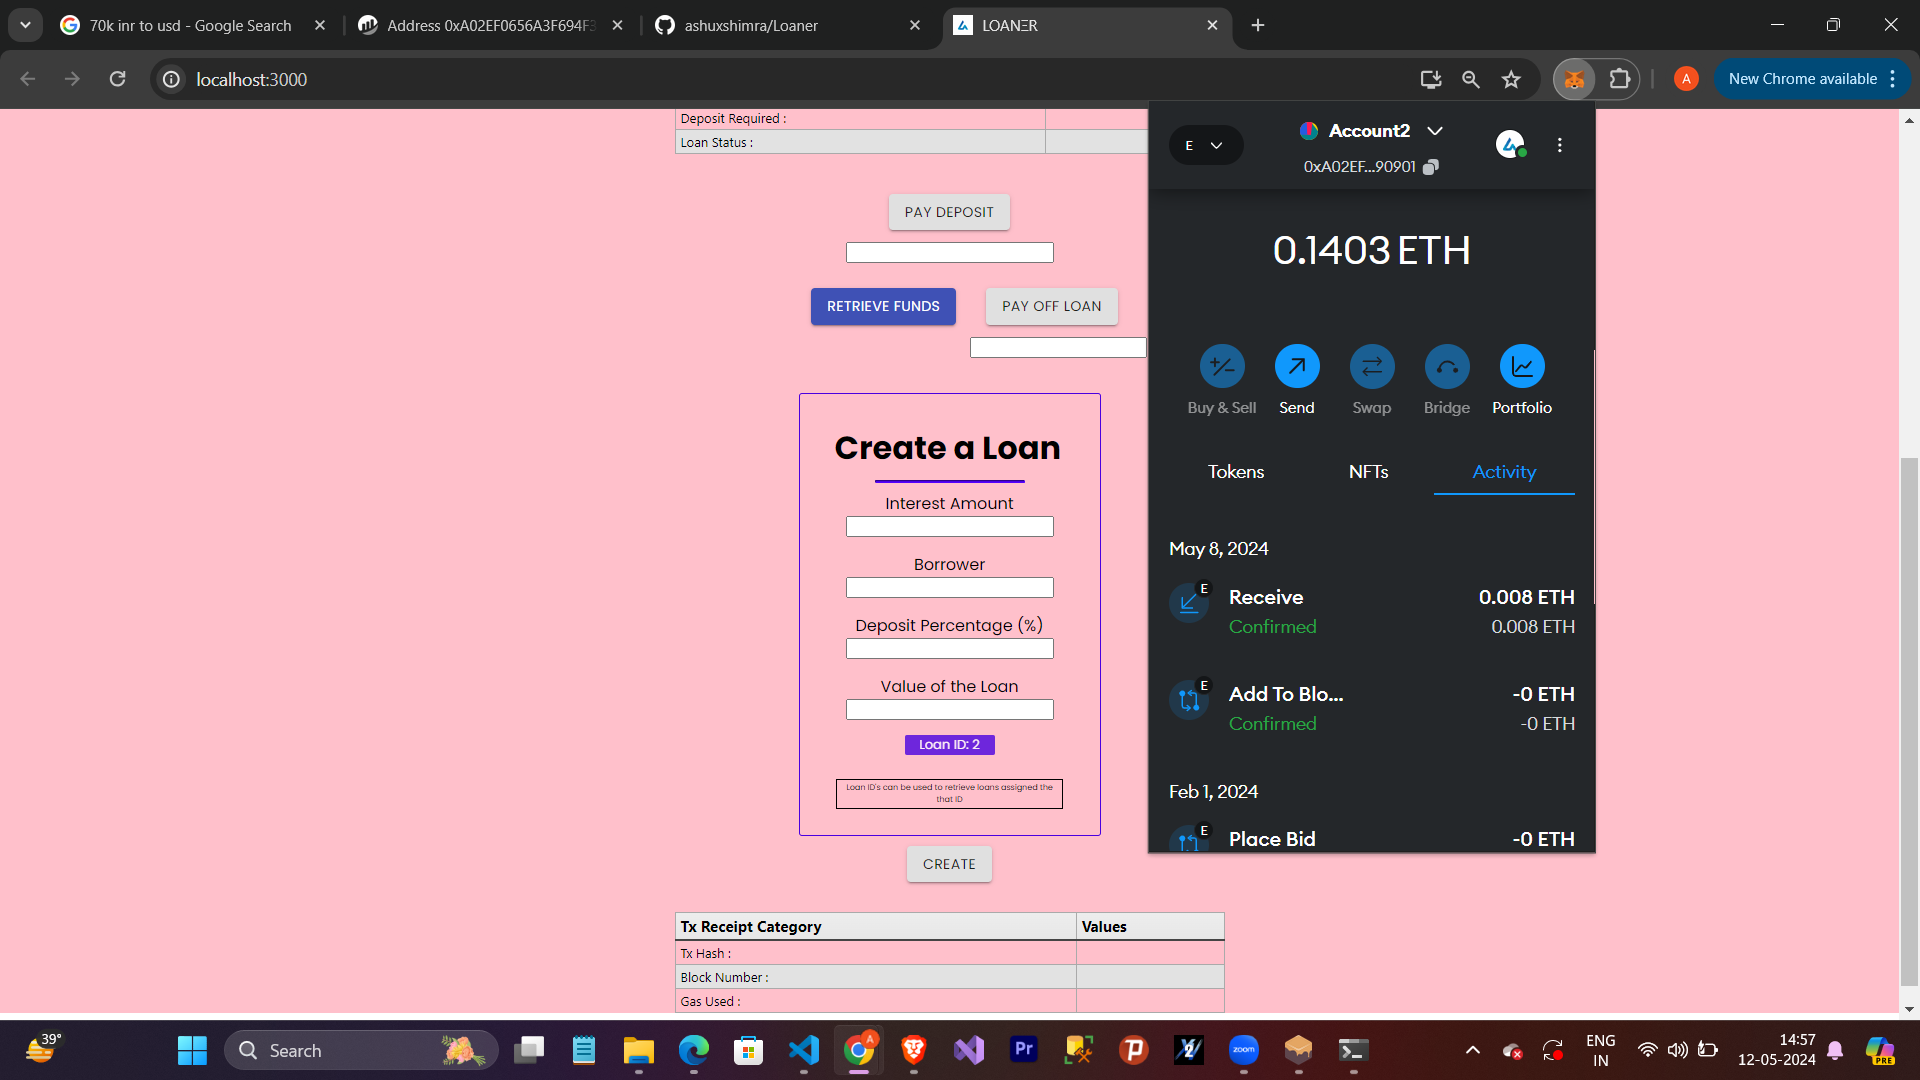 70k inr to usd - Google Search
Address 0xA02EF0656A3F694F3
ashuxshimra/Loaner
LOANER
localhost:3000
A
New Chrome available
Deposit Required :
Loan Status :
PAY DEPOSIT
RETRIEVE FUNDS
PAY OFF LOAN
Create a Loan
Interest Amount
Borrower
Deposit Percentage (%)
Value of the Loan
Loan ID: 2
Loan ID's can be used to retrieve loans assigned the
that ID
CREATE
Tx Receipt Category Values
Tx Hash :
Block Number :
Gas Used :
E
Account2
0xA02EF...90901
0.1403 ETH
Buy & Sell
Send
Swap
Bridge
Portfolio
Tokens
NFTs
Activity
May 8, 2024
E
Receive 0.008 ETH
Confirmed 0.008 ETH
E
Add To Blo... -0 ETH
Confirmed -0 ETH
Feb 1, 2024
E
Place Bid -0 ETH
39°
Search
A
Pr
zoom
ENG
IN
14:57
12-05-2024
PRE